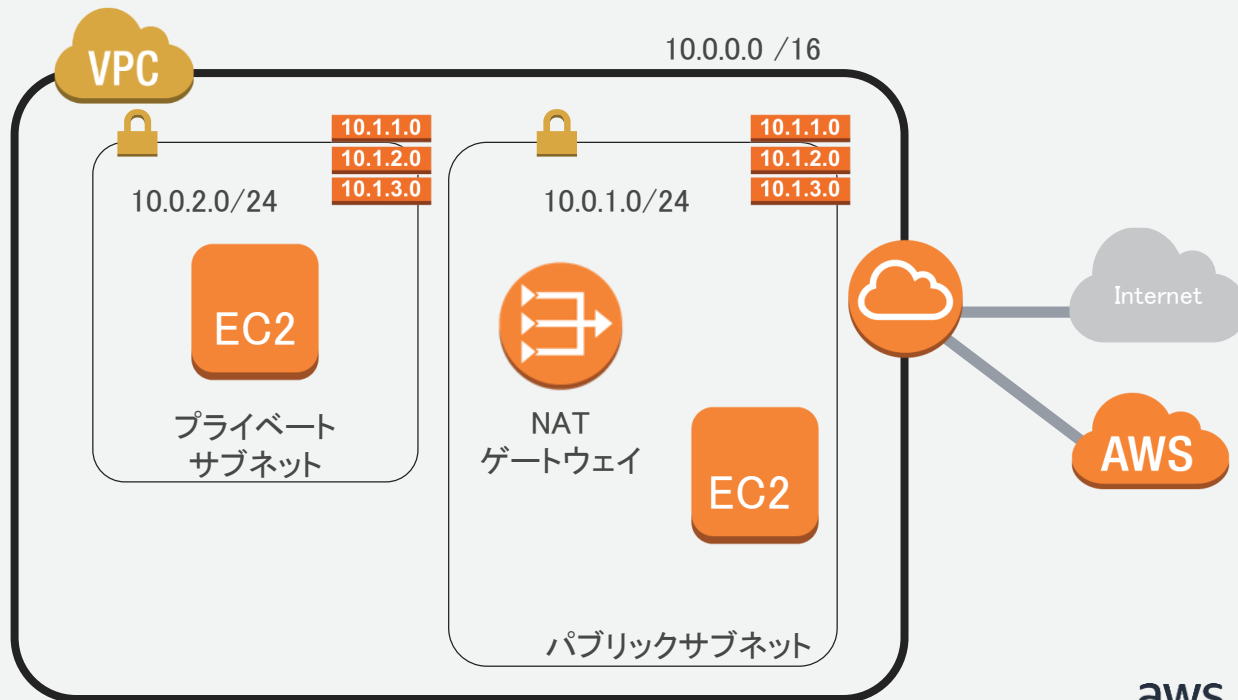 VPC
10.0.0.0 /16
10.1.1.0
10.1.2.0
10.1.3.0
10.0.2.0/24
EC2
プライベート
サブネット
10.1.1.0
10.1.2.0
10.1.3.0
10.0.1.0/24
NAT
ゲートウェイ
EC2
パブリックサブネット
Internet
AWS
aws